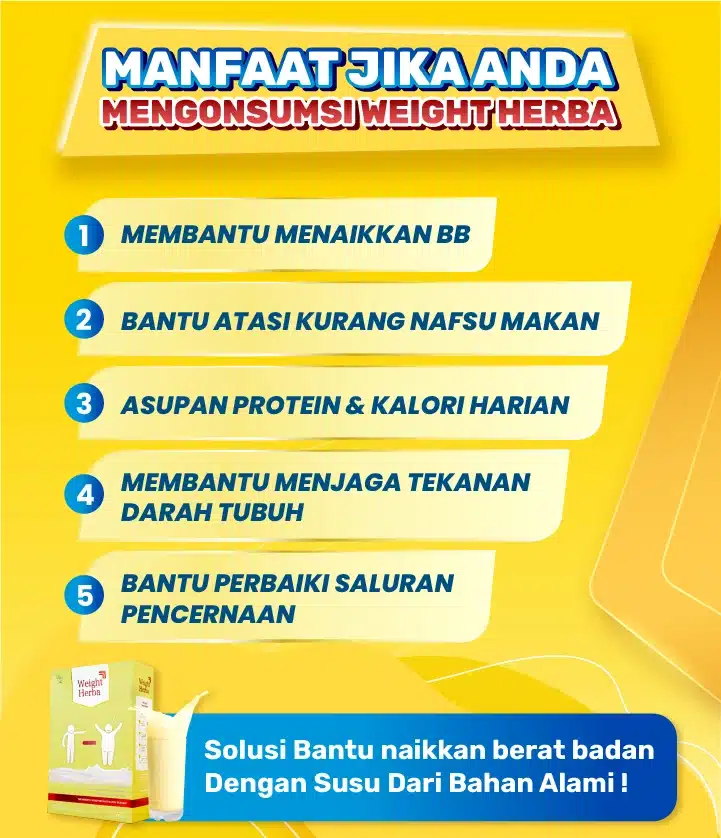 MANFAAT JIKA ANDA
MENGONSUMSI WEIGHT HERBA
1 MEMBANTU MENAIKKAN BB
2 BANTU ATASI KURANG NAFSU MAKAN
3 ASUPAN PROTEIN & KALORI HARIAN
4 MEMBANTU MENJAGA TEKANAN
DARAH TUBUH
5 BANTU PERBAIKI SALURAN
PENCERNAAN
Weight
Herba
Weight
Herba
Solusi Bantu naikkan berat badan
Dengan Susu Dari Bahan Alami !